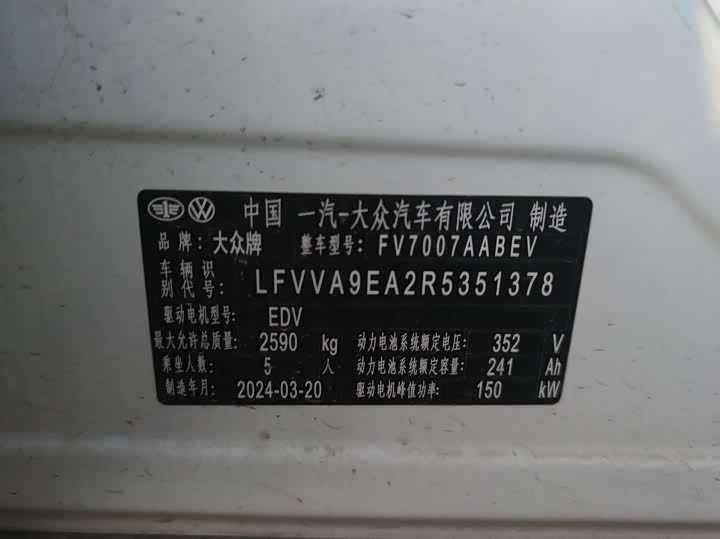 中国 一汽-大众汽车有限公司 制造
品牌: 大众牌 整车型号: FV7007AABEV
车辆识别代号: LFVVA9EA2R5351378
驱动电机型号: EDV
最大允许总质量: 2590 kg 动力电池系统额定电压: 352 V
乘坐人数: 5 人 动力电池系统额定容量: 241 Ah
制造年月: 2024-03-20 驱动电机峰值功率: 150 kW